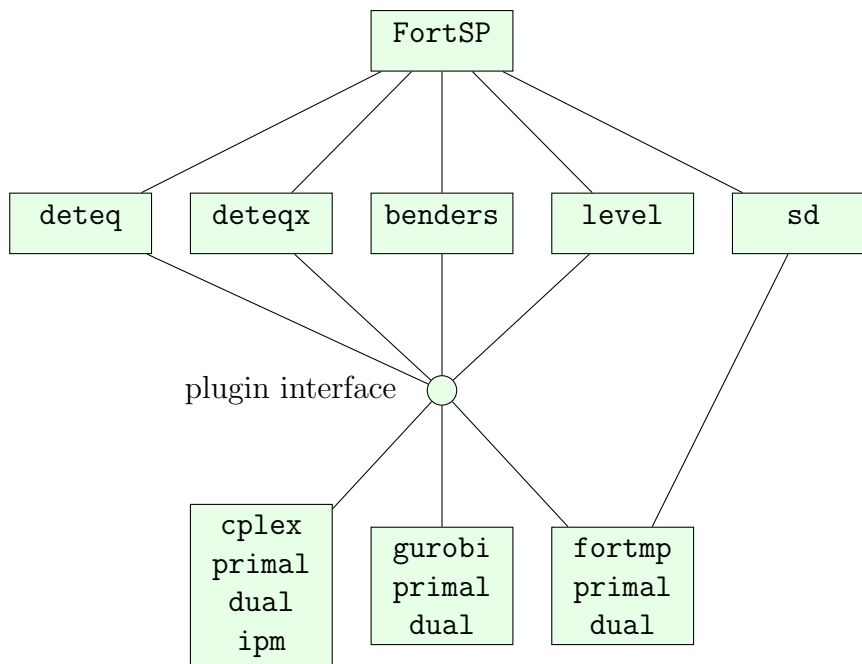 FortSP
deteq
deteqx
benders
level
sd
plugin interface
cplex
primal
dual
ipm
gurobi
primal
dual
fortmp
primal
dual